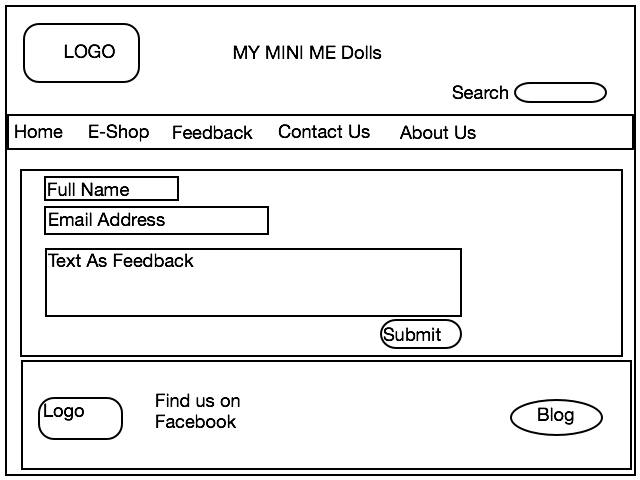 LOGO
MY MINI ME Dolls
Search
Home E-Shop Feedback Contact Us About Us
Full Name
Email Address
Text As Feedback
Submit
Logo
Find us on
Facebook
Blog